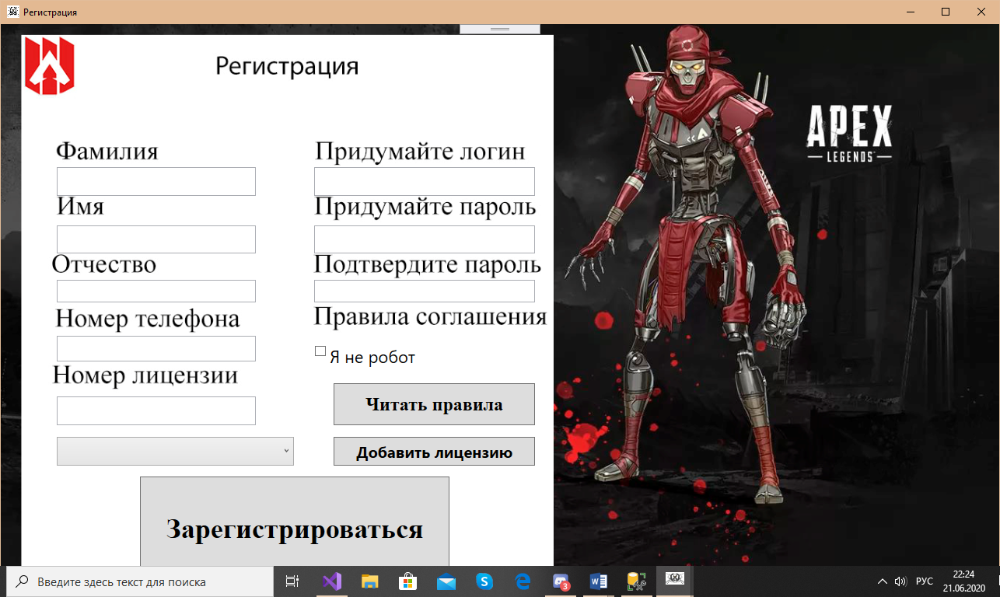 Регистрация
Регистрация
Фамилия
Имя
Отчество
Номер телефона
Номер лицензии
Придумайте логин
Придумайте пароль
Подтвердите пароль
Правила соглашения
Я не робот
Читать правила
Добавить лицензию
Зарегистрироваться
APEX
LEGENDS
Введите здесь текст для поиска
3
РУС
22:24
21.06.2020